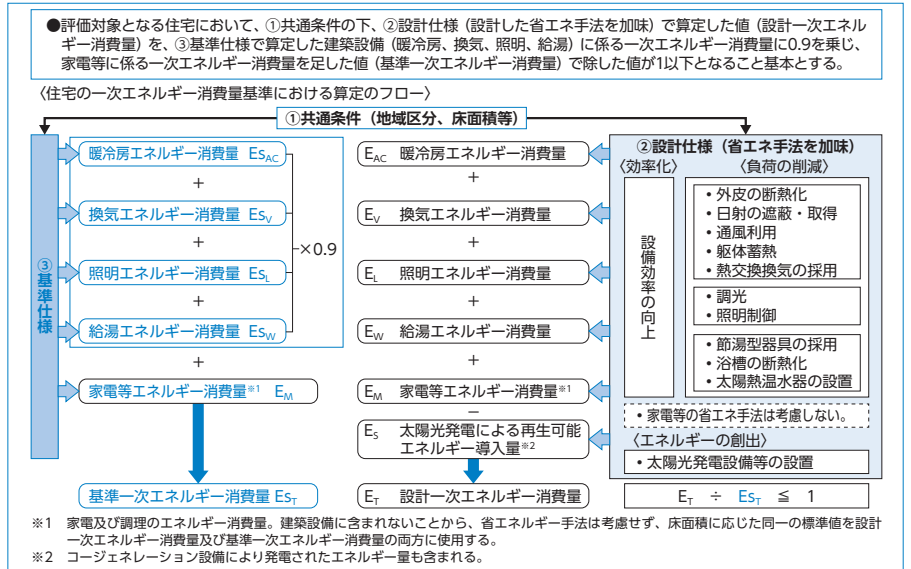 ●評価対象となる住宅において、①共通条件の下、②設計仕様（設計した省エネ手法を加味）で算定した値（設計一次エネル
ギー消費量）を、③基準仕様で算定した建築設備（暖冷房、換気、照明、給湯）に係る一次エネルギー消費量に0.9を乗じ、
家電等に係る一次エネルギー消費量を足した値（基準一次エネルギー消費量）で除した値が1以下となること基本とする。
〈住宅の一次エネルギー消費量基準における算定のフロー〉
①共通条件（地域区分、床面積等）
③基準仕様
暖冷房エネルギー消費量 EsAC
＋
換気エネルギー消費量 EsV
＋
照明エネルギー消費量 EsL
＋
給湯エネルギー消費量 EsW
×0.9
＋
家電等エネルギー消費量※1 EM
基準一次エネルギー消費量 EsT
EAC 暖冷房エネルギー消費量
＋
EV 換気エネルギー消費量
＋
EL 照明エネルギー消費量
＋
EW 給湯エネルギー消費量
＋
EM 家電等エネルギー消費量※1
－
ES 太陽光発電による再生可能
エネルギー導入量※2
ET 設計一次エネルギー消費量
②設計仕様（省エネ手法を加味）
〈効率化〉
〈負荷の削減〉
設備効率の向上
・外皮の断熱化
・日射の遮蔽・取得
・通風利用
・躯体蓄熱
・熱交換換気の採用
・調光
・照明制御
・節湯型器具の採用
・浴槽の断熱化
・太陽熱温水器の設置
・家電等の省エネ手法は考慮しない。
〈エネルギーの創出〉
・太陽光発電設備等の設置
ET ÷ EsT ≦ 1
※1 家電及び調理のエネルギー消費量。建築設備に含まれないことから、省エネルギー手法は考慮せず、床面積に応じた同一の標準値を設計
一次エネルギー消費量及び基準一次エネルギー消費量の両方に使用する。
※2 コージェネレーション設備により発電されたエネルギー量も含まれる。